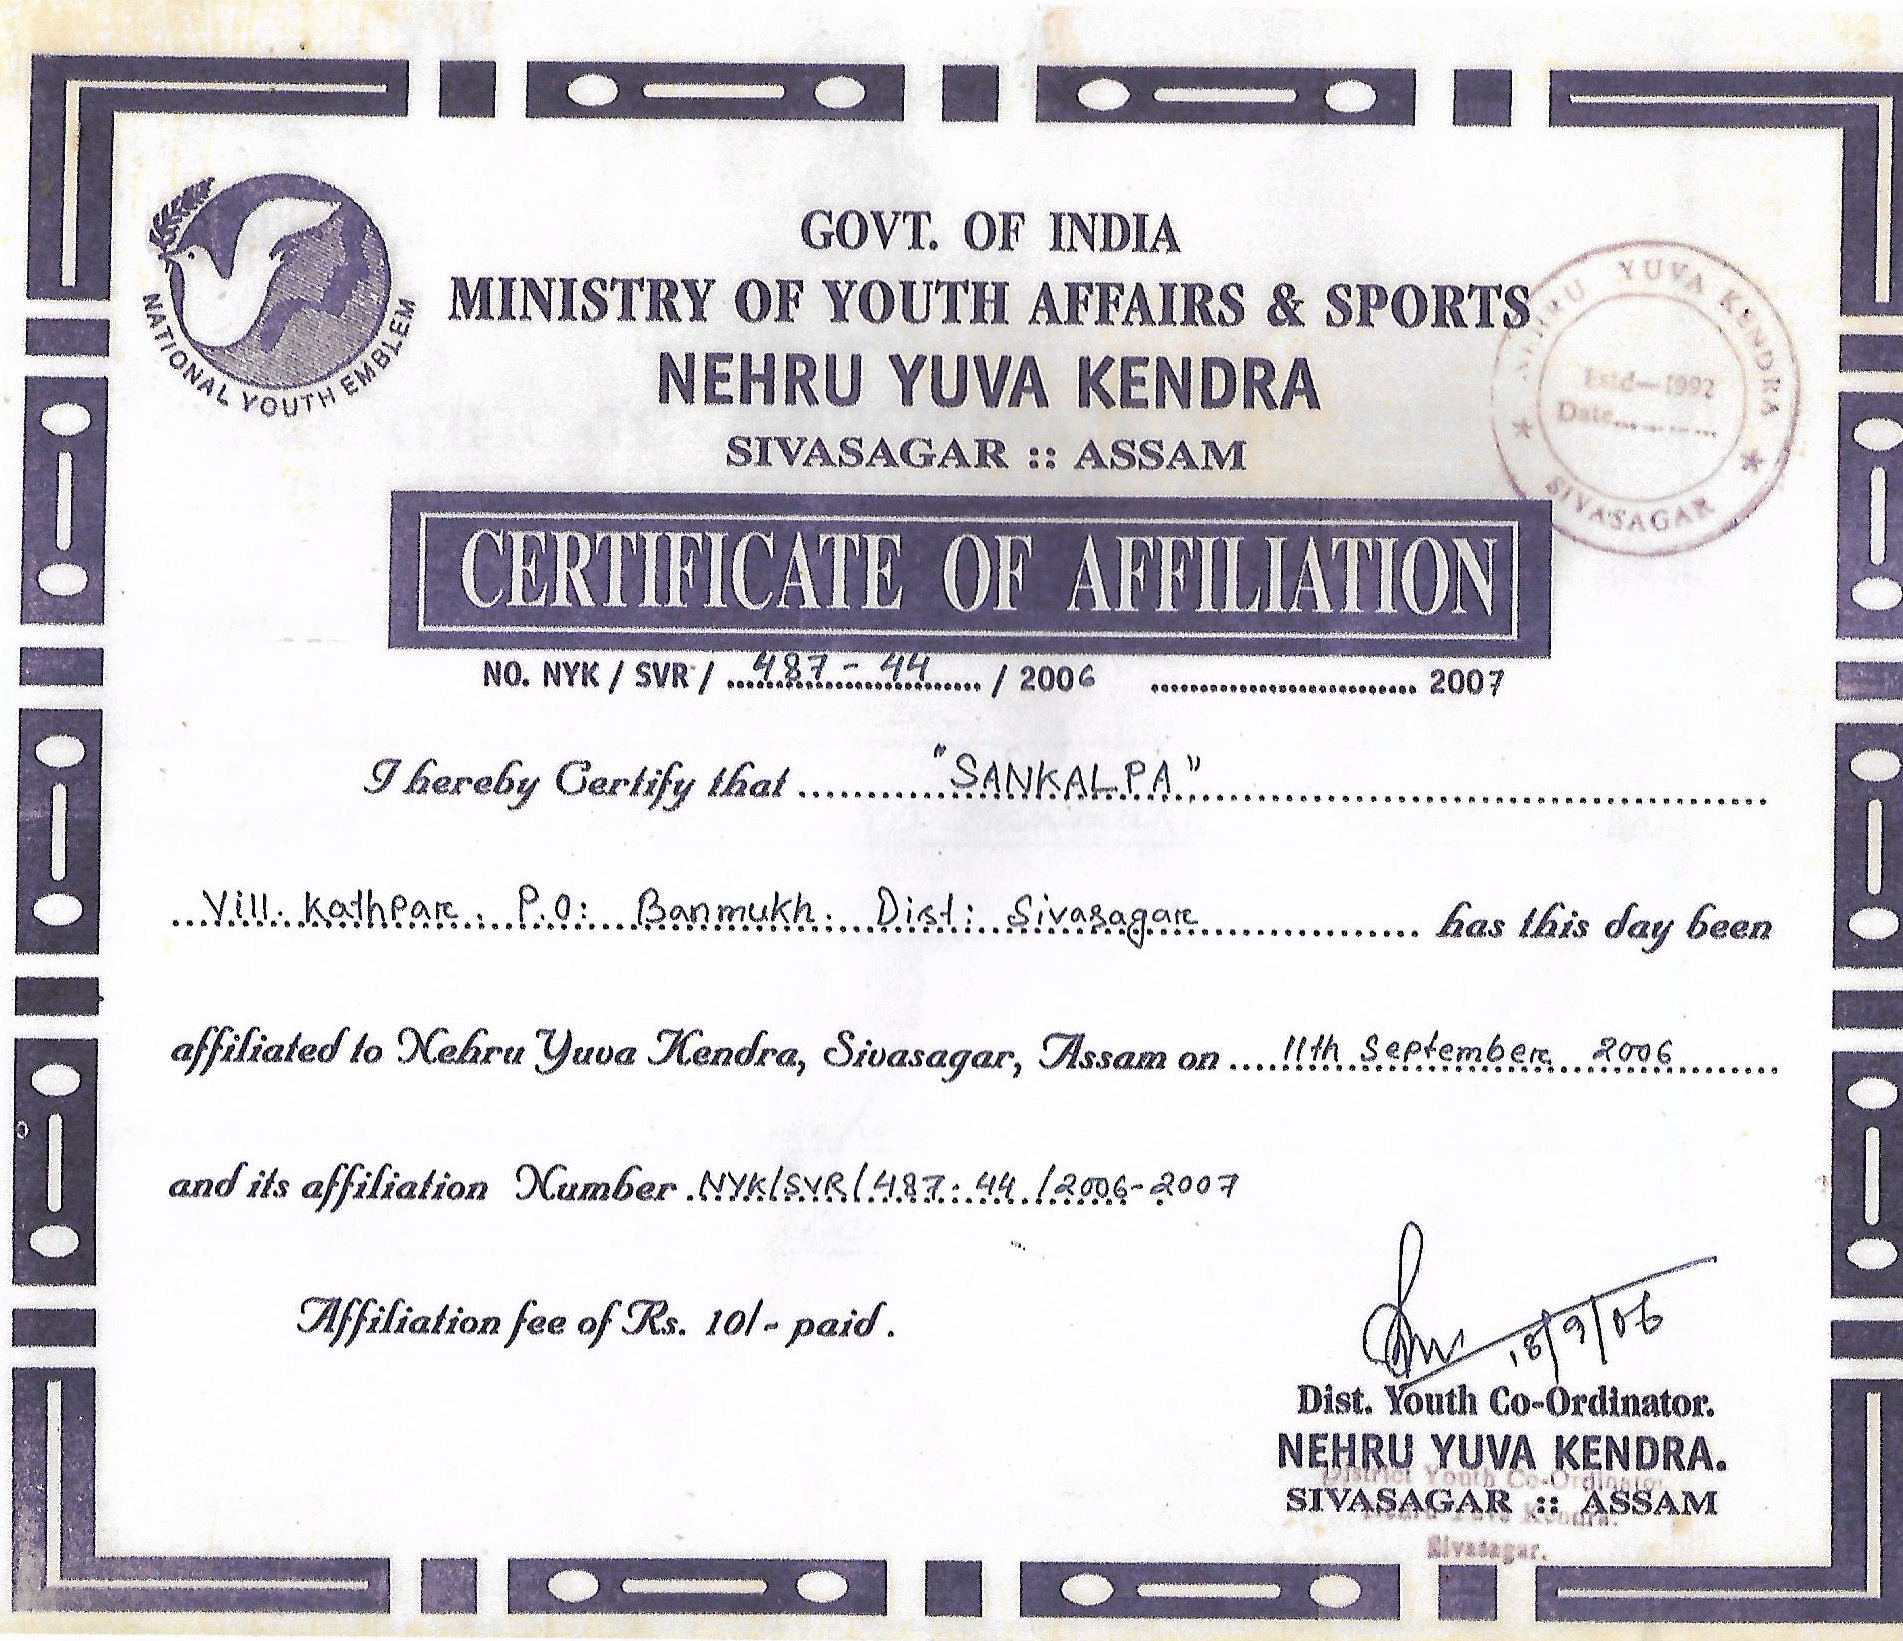 NATIONAL YOUTH EMBLEM
GOVT. OF INDIA
MINISTRY OF YOUTH AFFAIRS & SPORTS
NEHRU YUVA KENDRA
SIVASAGAR :: ASSAM
NEHRU YUVA KENDRA
Estd—1992
Date............
* SIVASAGAR *
CERTIFICATE OF AFFILIATION
NO. NYK / SVR / ...487-44... / 2006 .......................... 2007
I hereby Certify that .......... "SANKALPA" ..........
...Vill. Kathpar. P.O: Banmukh. Dist: Sivasagar.......... has this day been
affiliated to Nehru Yuva Kendra, Sivasagar, Assam on ....11th September 2006..........
and its affiliation Number .NYK/SVR/487-44/2006-2007
Affiliation fee of Rs. 10/- paid.
18/9/06
Dist. Youth Co-Ordinator.
NEHRU YUVA KENDRA.
District Youth Co-Ordinator
SIVASAGAR :: ASSAM
Nehru Yuva Kendra.
Sivasagar.